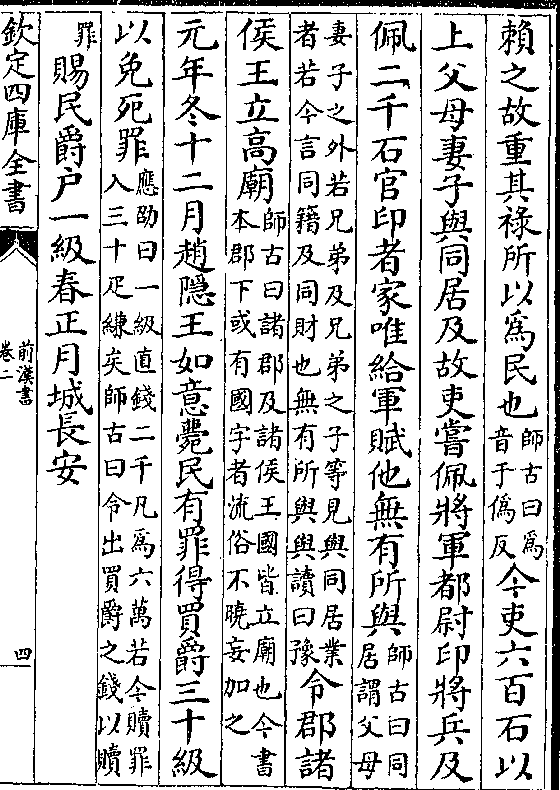 賴之故重其禄所以為民也師古曰為音于偽反今吏六百石以
上父母妻子與同居及故吏嘗佩將軍都尉印將兵及
佩二千石官印者家唯給軍賦他無有所與師古曰同居謂父母
妻子之外若兄弟及兄弟之子等見與同居業者若今言同籍及同財也無有所與與讀曰豫令郡諸
侯王立高廟師古曰諸郡及諸侯王國皆立廟也今書本郡下或有國字者流俗不曉妄加之
元年冬十二月趙隠王如意薨民有罪得買爵三十級
以免死罪應劭曰一級直錢二千凡為六萬若今贖罪入三十疋縑矣師古曰令出買爵之錢以贖
罪賜民爵户一級春正月城長安
欽定四庫全書
前漢書
卷二
四